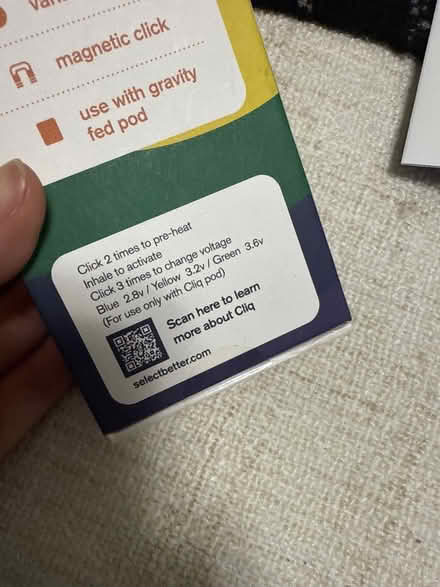 magnetic click
use with gravity
fed pod
Click 2 times to pre-heat
Inhale to activate
Click 3 times to change voltage
Blue 2.8v / Yellow 3.2v / Green 3.6v
(For use only with Cliq pod)
Scan here to learn
more about Cliq
selectbetter.com